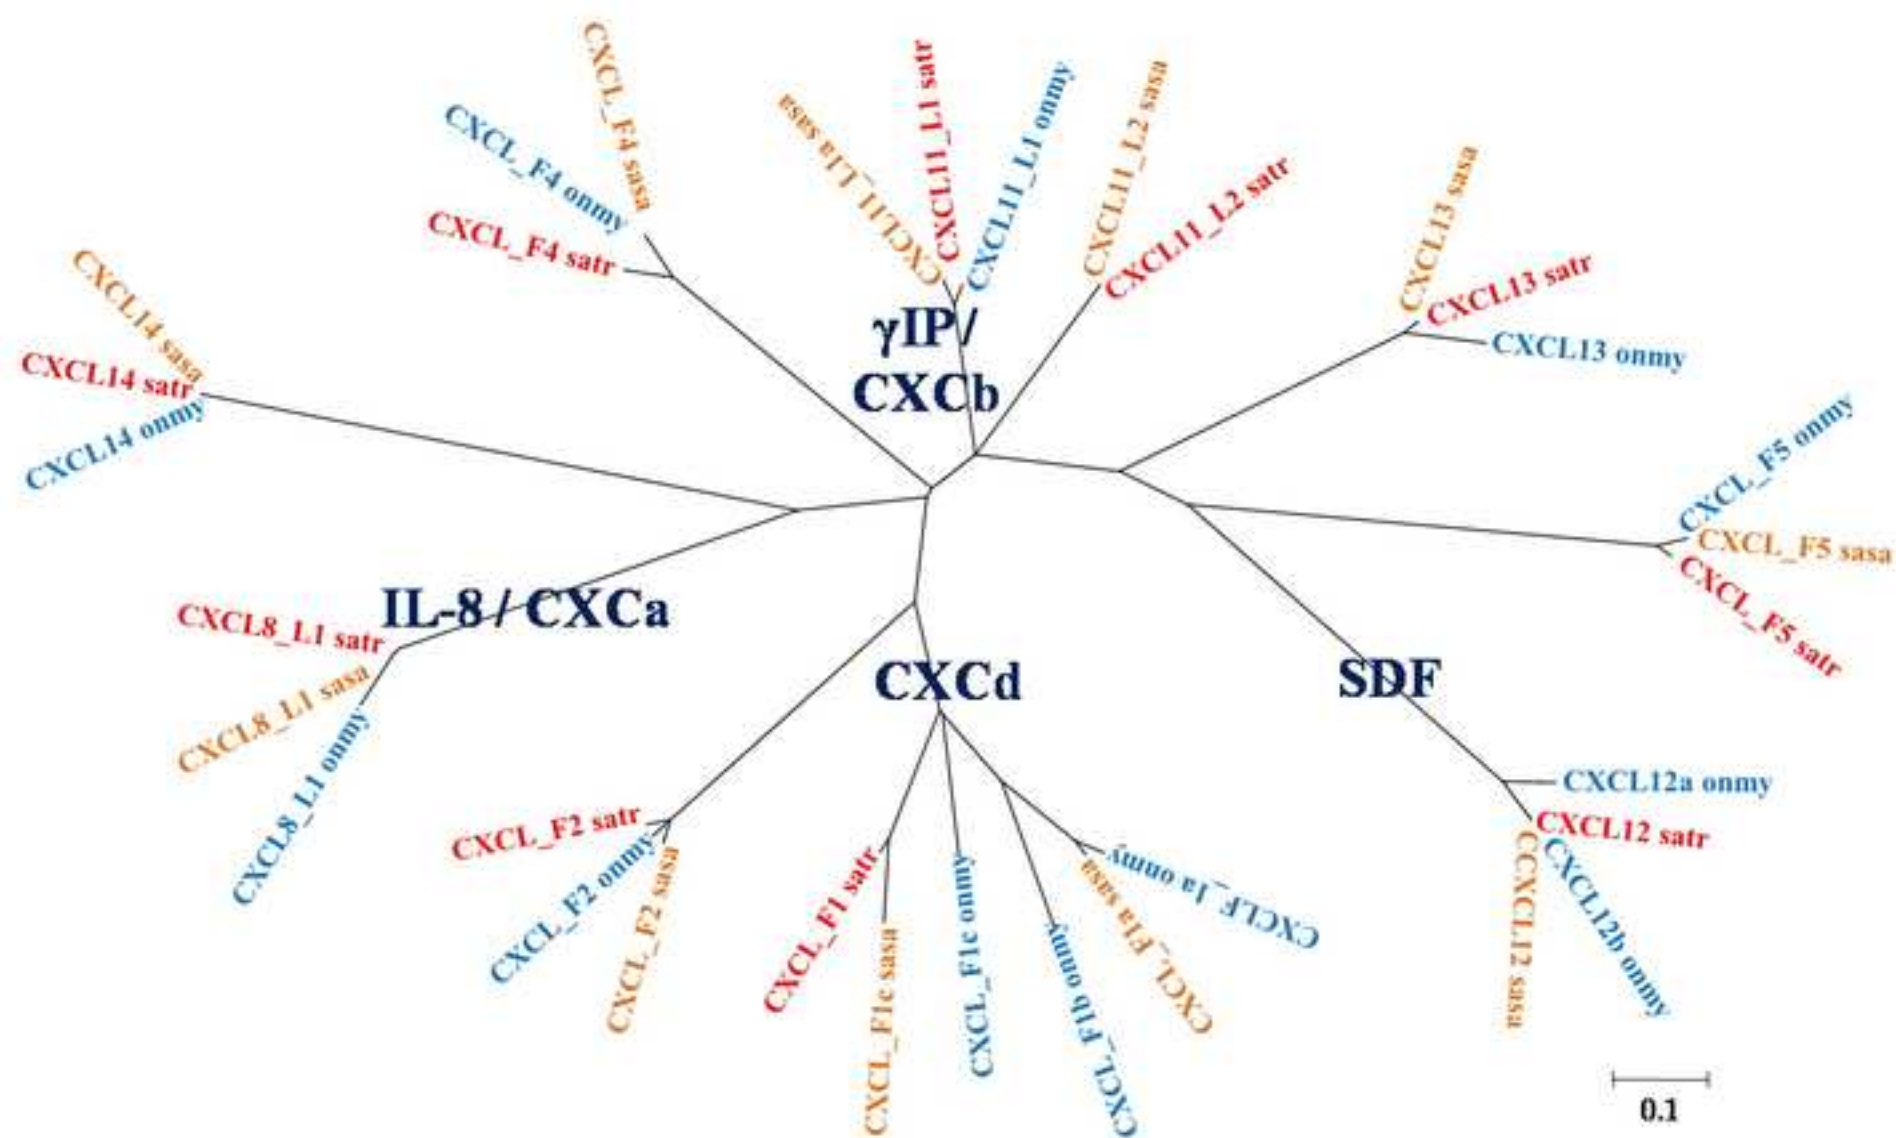 CXCL_F4 sasa
CXCL_F4 onmy
CXCL_F4 satr
CXCL11_L1a sasa
CXCL11_L1 satr
CXCL11_L1 onmy
CXCL11_L2 sasa
CXCL11_L2 satr
CXCL13 sasa
CXCL13 satr
CXCL13 onmy
CXCL14 sasa
CXCL14 satr
CXCL14 onmy
γIP /
CXCb
CXCL_F5 onmy
CXCL_F5 sasa
CXCL_F5 satr
IL-8 / CXCa
CXCL8_L1 satr
CXCL8_L1 sasa
CXCL8_L1 onmy
CXCd
SDF
CXCL_F2 satr
CXCL_F2 onmy
CXCL_F2 sasa
CXCL_F1 satr
CXCL_F1c sasa
CXCL_F1c onmy
CXCL_F1b onmy
CXCL_F1a sasa
CXCLF_1a onmy
CXCL12a onmy
CXCL12 satr
CXCL12b onmy
CCXCL12 sasa
0.1